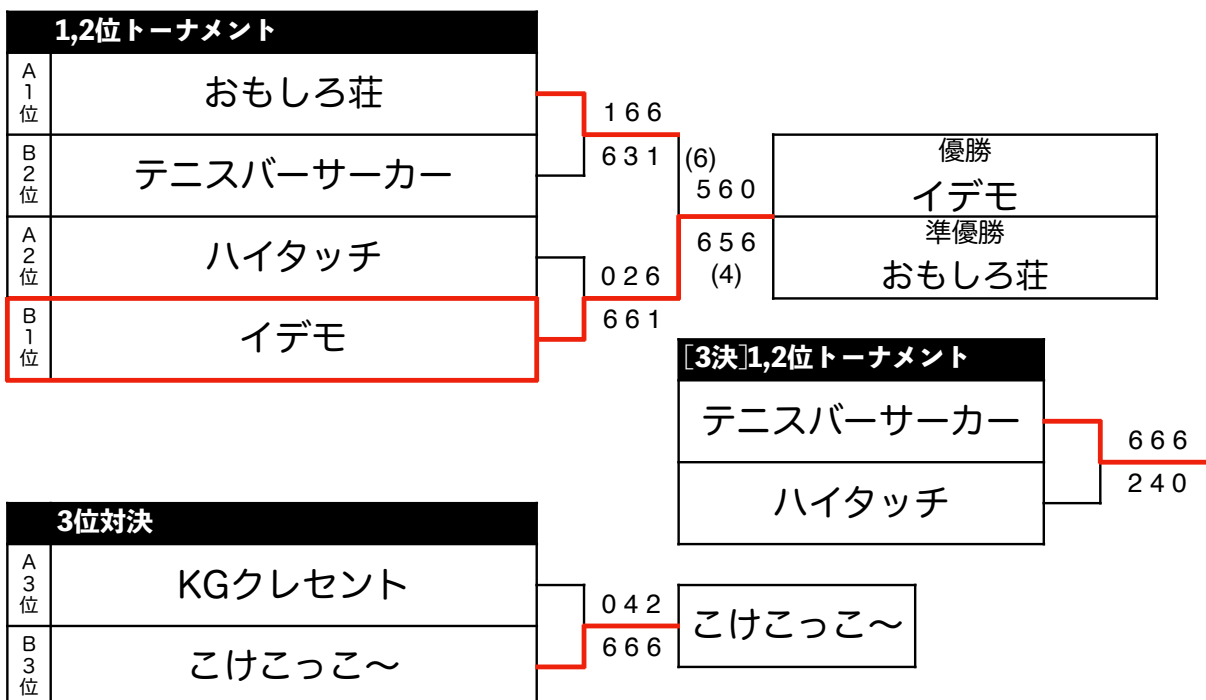 1,2位トーナメント
A1位
おもしろ荘
B2位
テニスバーサーカー
A2位
ハイタッチ
B1位
イデモ
1 6 6
6 3 1
0 2 6
6 6 1
(6)
5 6 0
6 5 6
(4)
優勝
イデモ
準優勝
おもしろ荘
[3決]1,2位トーナメント
テニスバーサーカー
ハイタッチ
6 6 6
2 4 0
3位対決
A3位
KGクレセント
B3位
こけこっこ～
0 4 2
6 6 6
こけこっこ～